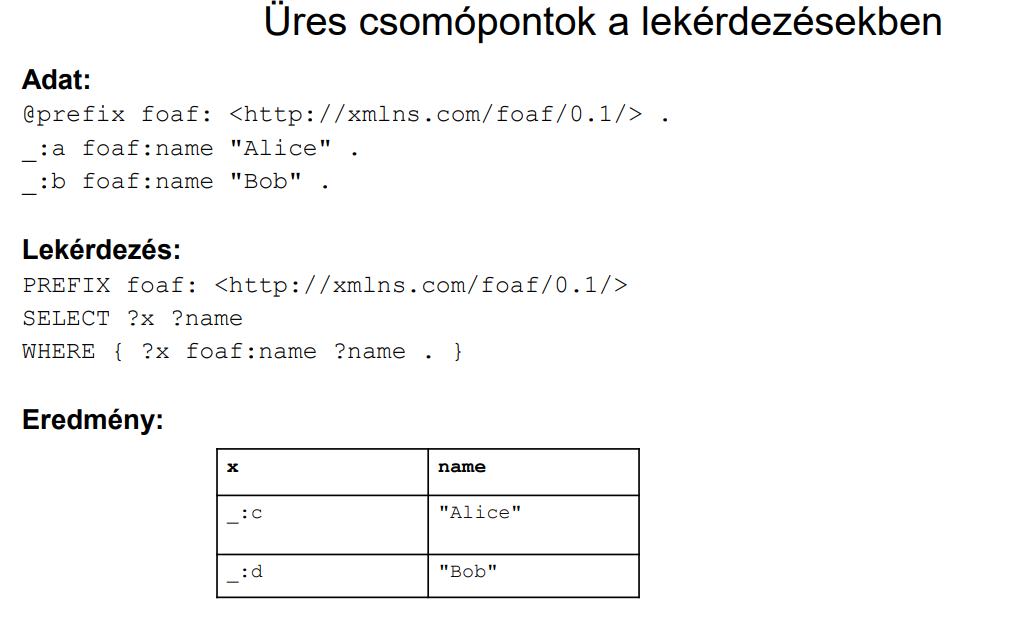 Üres csomópontok a lekérdezésekben
Adat:
@prefix foaf: <http://xmlns.com/foaf/0.1/> .
_:a foaf:name "Alice" .
_:b foaf:name "Bob" .
Lekérdezés:
PREFIX foaf: <http://xmlns.com/foaf/0.1/>
SELECT ?x ?name
WHERE { ?x foaf:name ?name . }
Eredmény:
x name
_:c "Alice"
_:d "Bob"